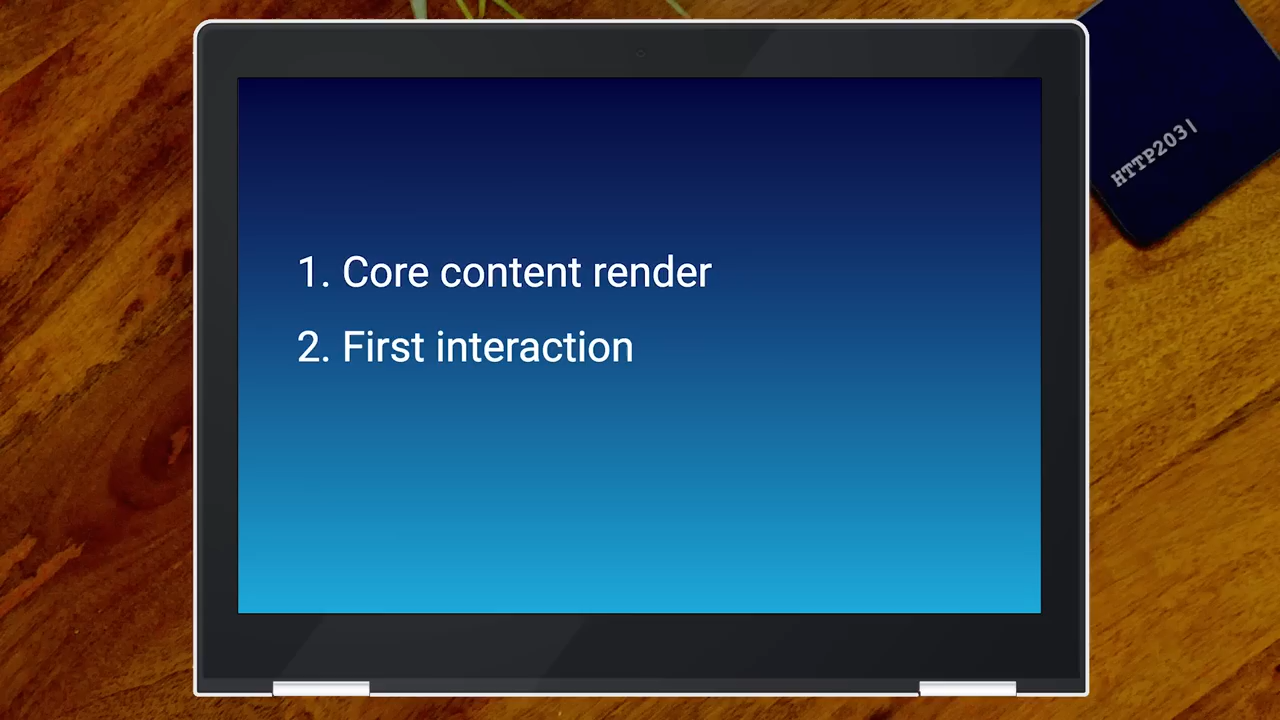 HTTP203|
1. Core content render
2. First interaction